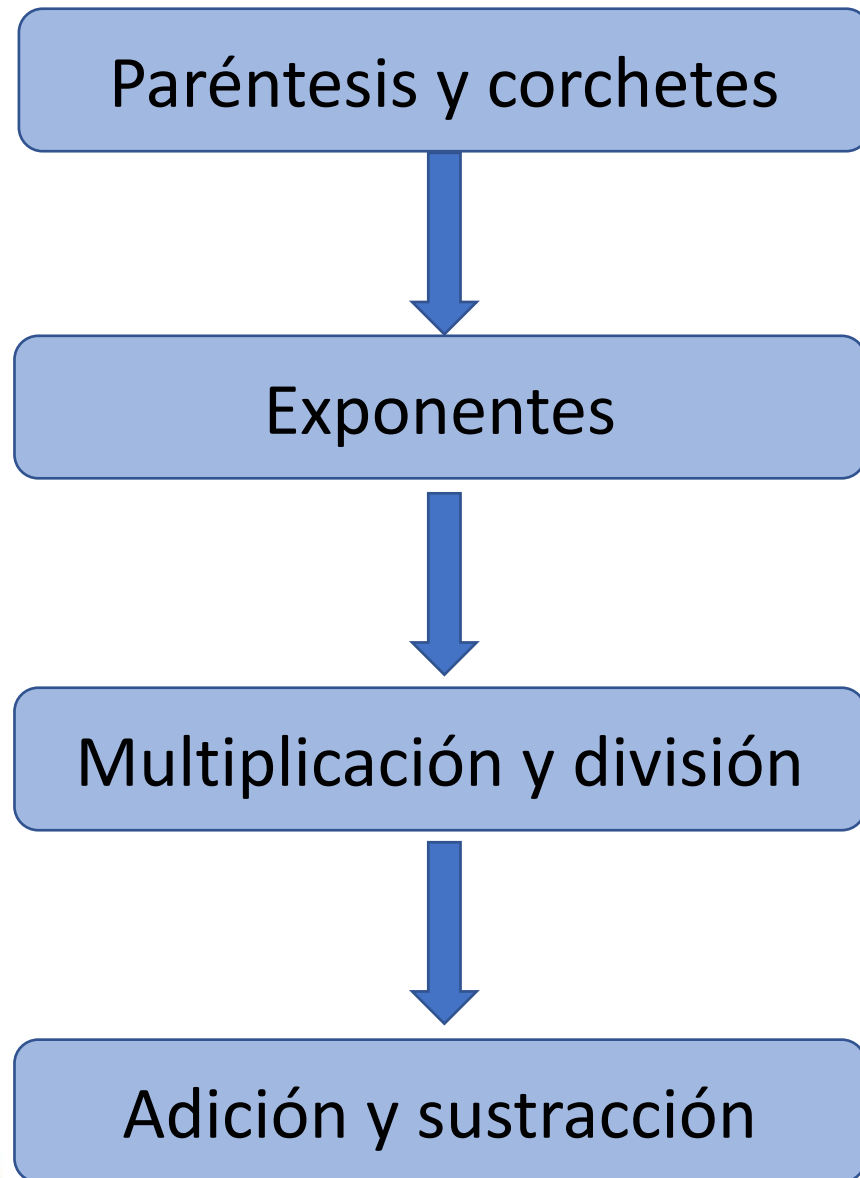 Paréntesis y corchetes
Exponentes
Multiplicación y división
Adición y sustracción